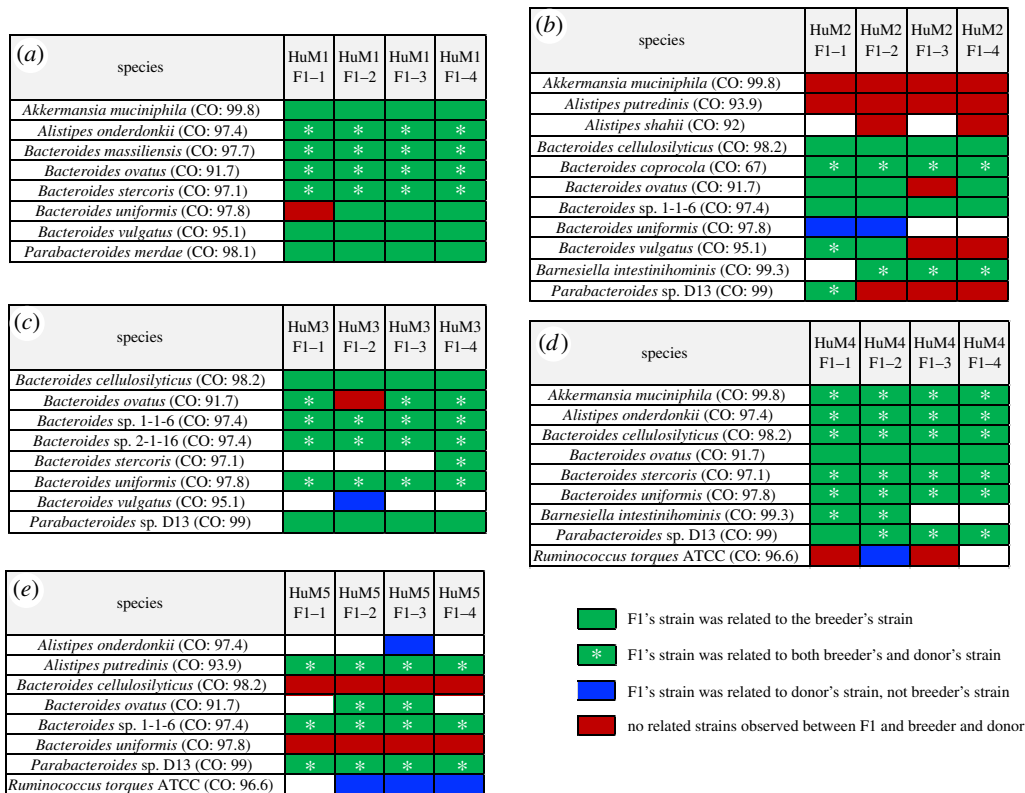 (a)
species
HuM1 HuM1 HuM1 HuM1
F1–1 F1–2 F1–3 F1–4
Akkermansia muciniphila (CO: 99.8)
Alistipes onderdonkii (CO: 97.4) * * * *
Bacteroides massiliensis (CO: 97.7) * * * *
Bacteroides ovatus (CO: 91.7) * * * *
Bacteroides stercoris (CO: 97.1) * * * *
Bacteroides uniformis (CO: 97.8)
Bacteroides vulgatus (CO: 95.1)
Parabacteroides merdae (CO: 98.1)
(b)
species
HuM2 HuM2 HuM2 HuM2
F1–1 F1–2 F1–3 F1–4
Akkermansia muciniphila (CO: 99.8)
Alistipes putredinis (CO: 93.9)
Alistipes shahii (CO: 92)
Bacteroides cellulosilyticus (CO: 98.2)
Bacteroides coprocola (CO: 67) * * * *
Bacteroides ovatus (CO: 91.7)
Bacteroides sp. 1-1-6 (CO: 97.4)
Bacteroides uniformis (CO: 97.8)
Bacteroides vulgatus (CO: 95.1) *
Barnesiella intestinihominis (CO: 99.3) * * *
Parabacteroides sp. D13 (CO: 99) *
(c)
species
HuM3 HuM3 HuM3 HuM3
F1–1 F1–2 F1–3 F1–4
Bacteroides cellulosilyticus (CO: 98.2)
Bacteroides ovatus (CO: 91.7) * * *
Bacteroides sp. 1-1-6 (CO: 97.4) * * * *
Bacteroides sp. 2-1-16 (CO: 97.4) * * * *
Bacteroides stercoris (CO: 97.1) *
Bacteroides uniformis (CO: 97.8) * * * *
Bacteroides vulgatus (CO: 95.1)
Parabacteroides sp. D13 (CO: 99)
(d)
species
HuM4 HuM4 HuM4 HuM4
F1–1 F1–2 F1–3 F1–4
Akkermansia muciniphila (CO: 99.8) * * * *
Alistipes onderdonkii (CO: 97.4) * * * *
Bacteroides cellulosilyticus (CO: 98.2) * * * *
Bacteroides ovatus (CO: 91.7)
Bacteroides stercoris (CO: 97.1) * * * *
Bacteroides uniformis (CO: 97.8) * * * *
Barnesiella intestinihominis (CO: 99.3) * *
Parabacteroides sp. D13 (CO: 99) * * *
Ruminococcus torques ATCC (CO: 96.6)
(e)
species
HuM5 HuM5 HuM5 HuM5
F1–1 F1–2 F1–3 F1–4
Alistipes onderdonkii (CO: 97.4)
Alistipes putredinis (CO: 93.9) * * * *
Bacteroides cellulosilyticus (CO: 98.2)
Bacteroides ovatus (CO: 91.7) * *
Bacteroides sp. 1-1-6 (CO: 97.4) * * * *
Bacteroides uniformis (CO: 97.8)
Parabacteroides sp. D13 (CO: 99) * * * *
Ruminococcus torques ATCC (CO: 96.6)
F1's strain was related to the breeder's strain
* F1's strain was related to both breeder's and donor's strain
F1's strain was related to donor's strain, not breeder's strain
no related strains observed between F1 and breeder and donor